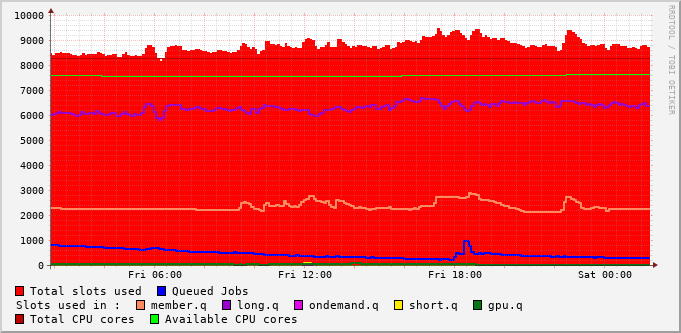 10000
9000
8000
7000
6000
5000
4000
3000
2000
1000
0
Fri 06:00 Fri 12:00 Fri 18:00 Sat 00:00
Total slots used Queued Jobs
Slots used in : member.q long.q ondemand.q short.q gpu.q
Total CPU cores Available CPU cores
RRDTOOL / TOBI OETIKER